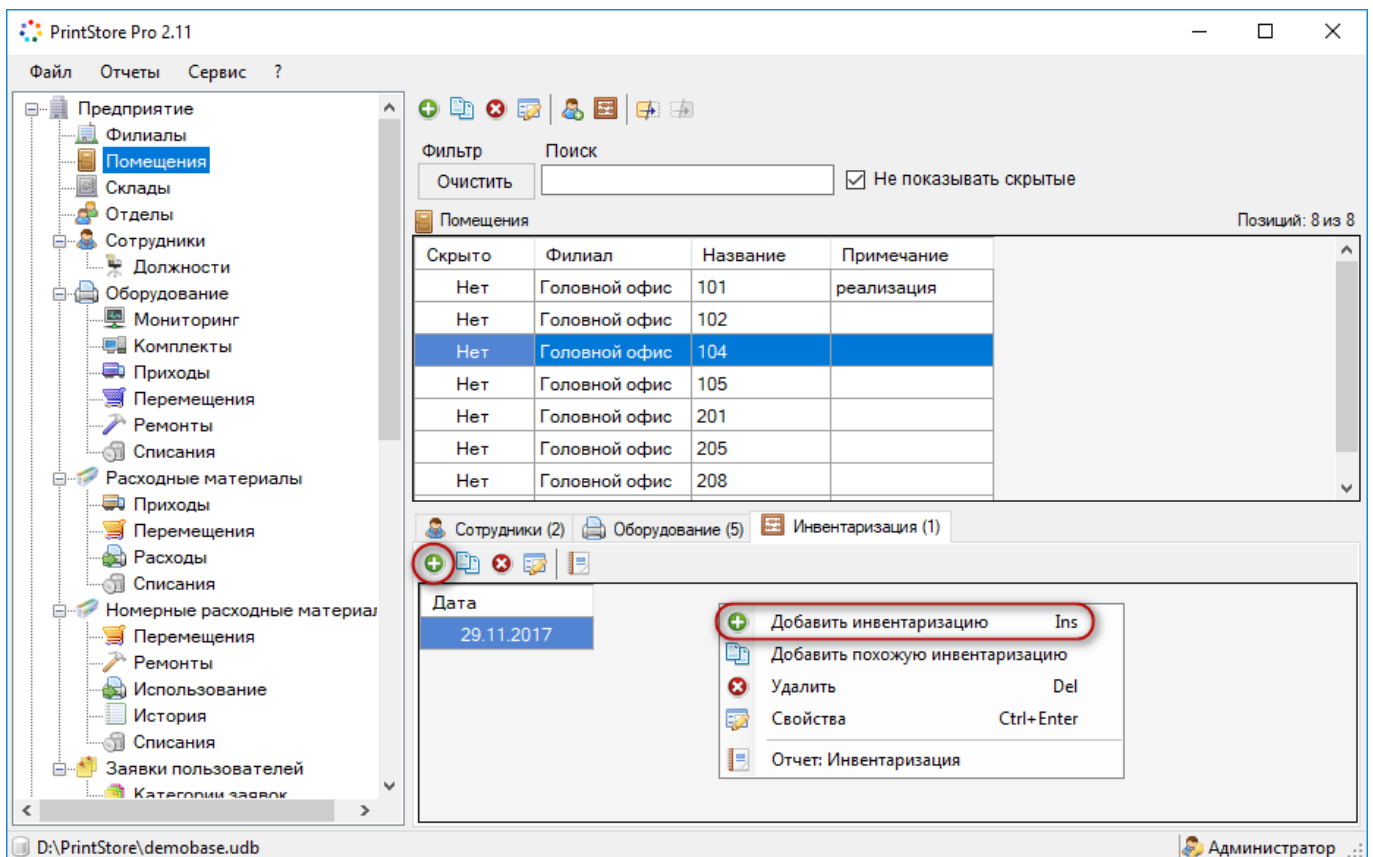 PrintStore Pro 2.11
Файл Отчеты Сервис ?
Предприятие
Филиалы
Помещения
Склады
Отделы
Сотрудники
Должности
Оборудование
Мониторинг
Комплекты
Приходы
Перемещения
Ремонты
Списания
Расходные материалы
Приходы
Перемещения
Расходы
Списания
Номерные расходные материал
Перемещения
Ремонты
Использование
История
Списания
Заявки пользователей
Категории заявок
Фильтр Поиск
Очистить Не показывать скрытые
Помещения Позиций: 8 из 8
Скрыто Филиал Название Примечание
Нет Головной офис 101 реализация
Нет Головной офис 102
Нет Головной офис 104
Нет Головной офис 105
Нет Головной офис 201
Нет Головной офис 205
Нет Головной офис 208
Сотрудники (2) Оборудование (5) Инвентаризация (1)
Дата
29.11.2017
Добавить инвентаризацию Ins
Добавить похожую инвентаризацию
Удалить Del
Свойства Ctrl+Enter
Отчет: Инвентаризация
D:\PrintStore\demobase.udb Администратор